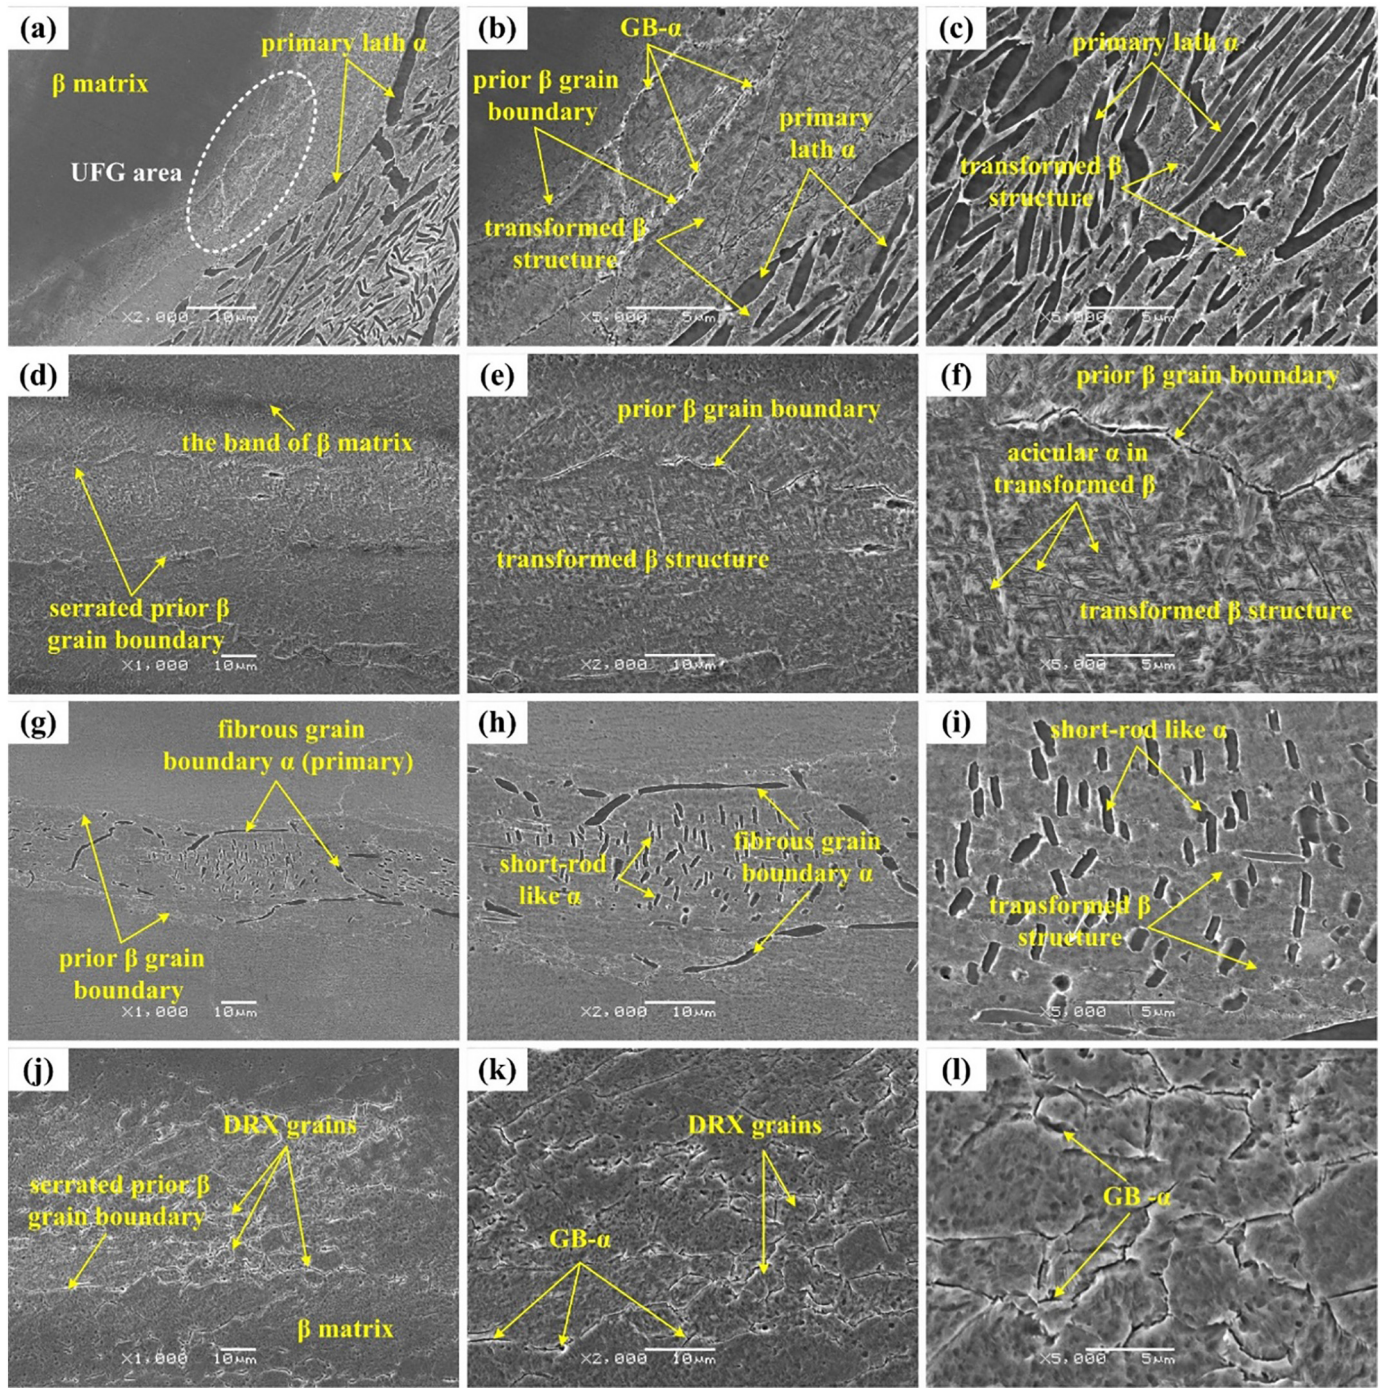 (a)
primary lath α
β matrix
UFG area
X2,000 10μm
(b)
GB-α
prior β grain
boundary
primary
lath α
transformed β
structure
X5,000 5μm
(c)
primary lath α
transformed β
structure
X5,000 5μm
(d)
the band of β matrix
serrated prior β
grain boundary
X1,000 10μm
(e)
prior β grain boundary
transformed β structure
X2,000 10μm
(f)
prior β grain boundary
acicular α in
transformed β
transformed β structure
X5,000 5μm
(g)
fibrous grain
boundary α (primary)
prior β grain
boundary
X1,000 10μm
(h)
short-rod
like α
fibrous grain
boundary α
X2,000 10μm
(i)
short-rod like α
transformed β
structure
X5,000 5μm
(j)
DRX grains
serrated prior β
grain boundary
β matrix
X1,000 10μm
(k)
DRX grains
GB-α
X2,000 10μm
(l)
GB -α
X5,000 5μm